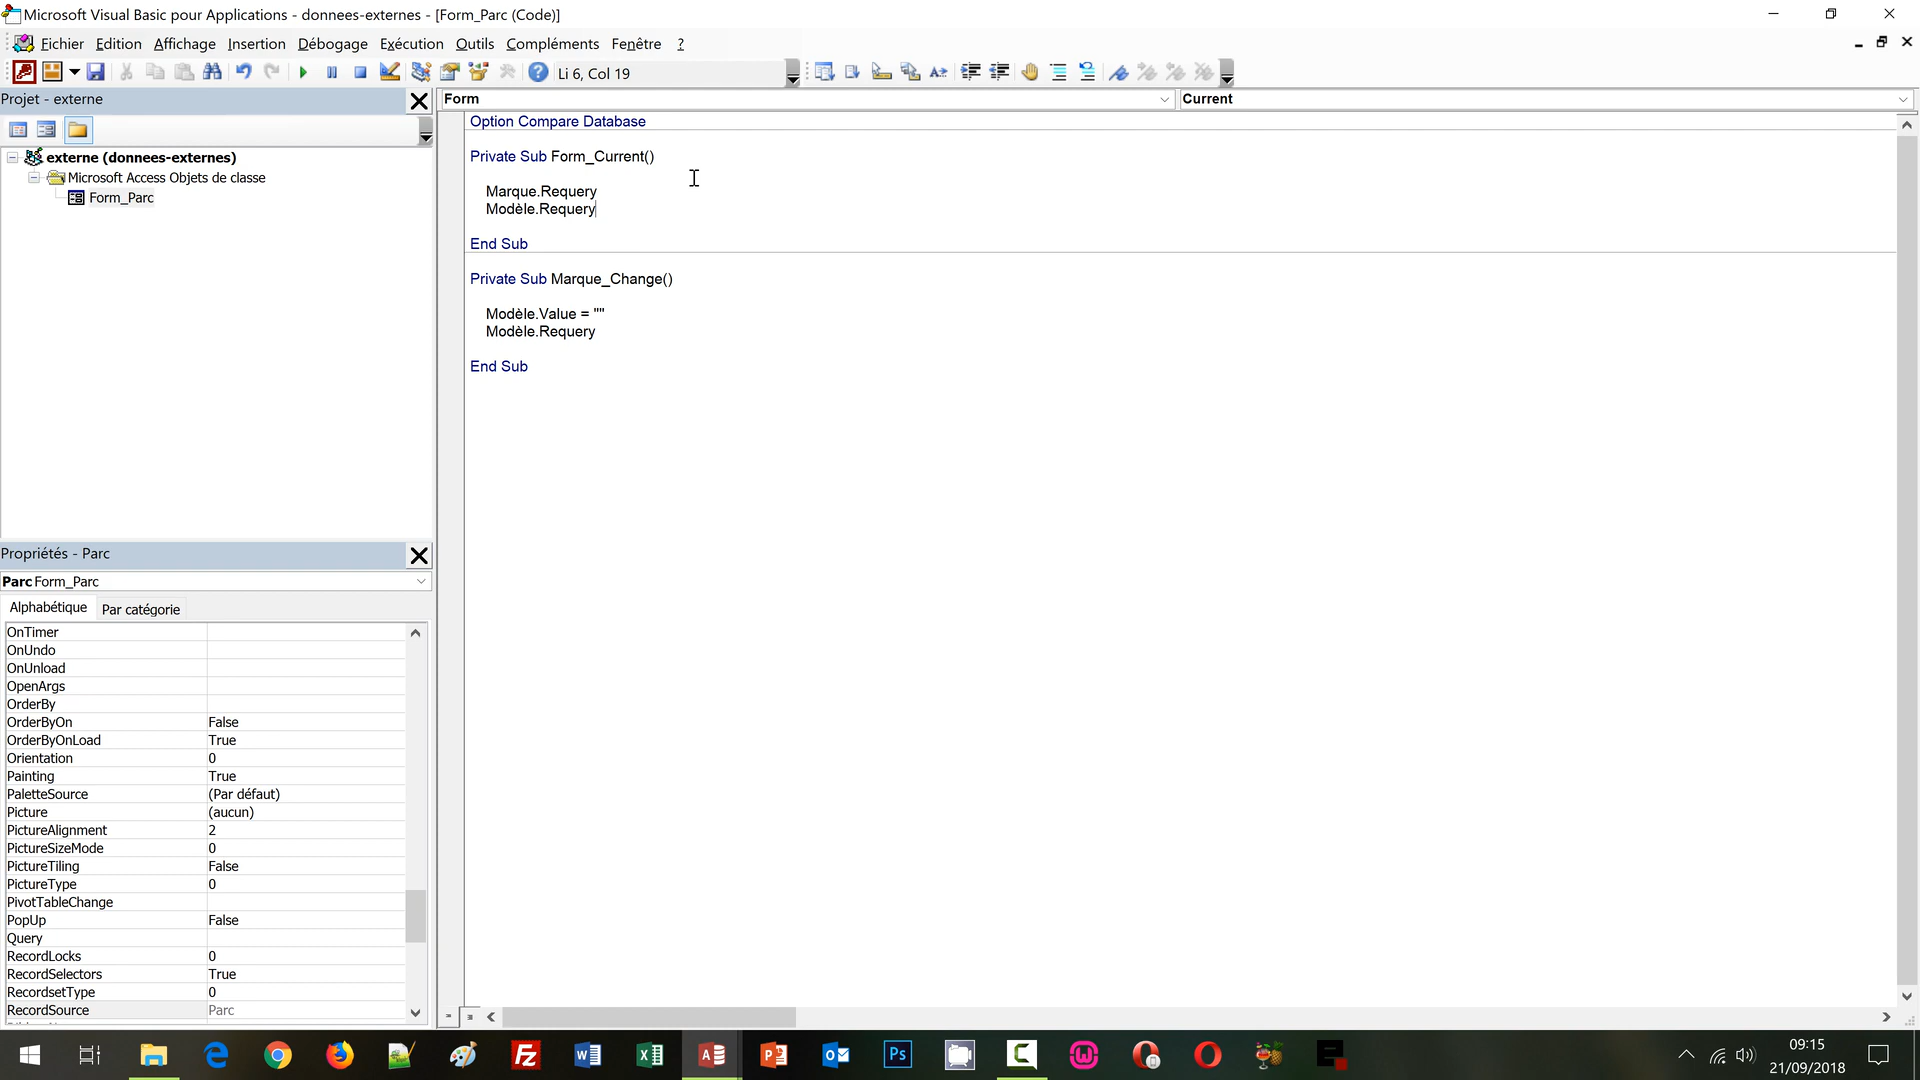 Microsoft Visual Basic pour Applications - donnees-externes - [Form_Parc (Code)]
Fichier Edition Affichage Insertion Débogage Exécution Outils Compléments Fenêtre ?
Li 6, Col 19
Projet - externe
externe (donnees-externes)
Microsoft Access Objets de classe
Form_Parc
Propriétés - Parc
Parc Form_Parc
Alphabétique Par catégorie
OnTimer
OnUndo
OnUnload
OpenArgs
OrderBy
OrderByOn False
OrderByOnLoad True
Orientation 0
Painting True
PaletteSource (Par défaut)
Picture (aucun)
PictureAlignment 2
PictureSizeMode 0
PictureTiling False
PictureType 0
PivotTableChange
PopUp False
Query
RecordLocks 0
RecordSelectors True
RecordsetType 0
RecordSource Parc
Form Current
Option Compare Database
Private Sub Form_Current()
Marque.Requery
Modèle.Requery
End Sub
Private Sub Marque_Change()
Modèle.Value = ""
Modèle.Requery
End Sub
09:15
21/09/2018